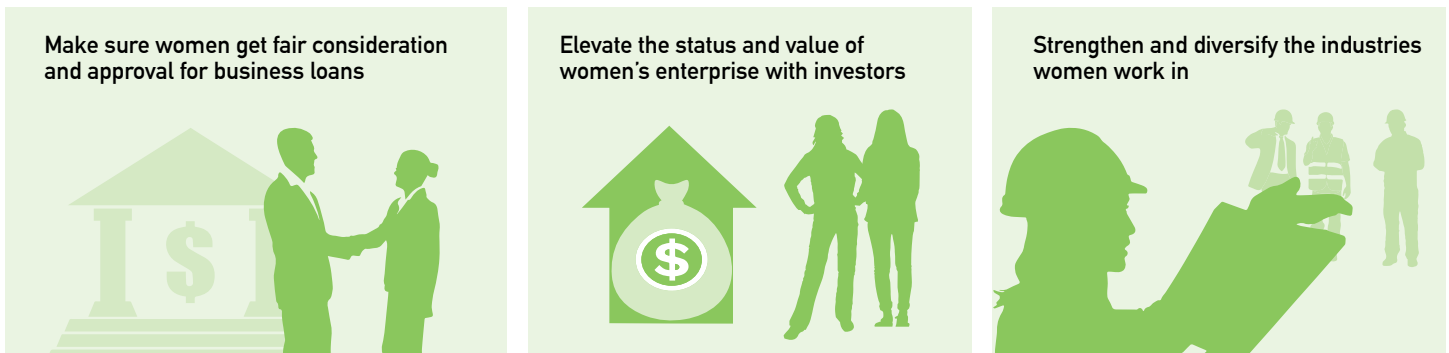 Make sure women get fair consideration
and approval for business loans
$
Elevate the status and value of
women's enterprise with investors
$
Strengthen and diversify the industries
women work in